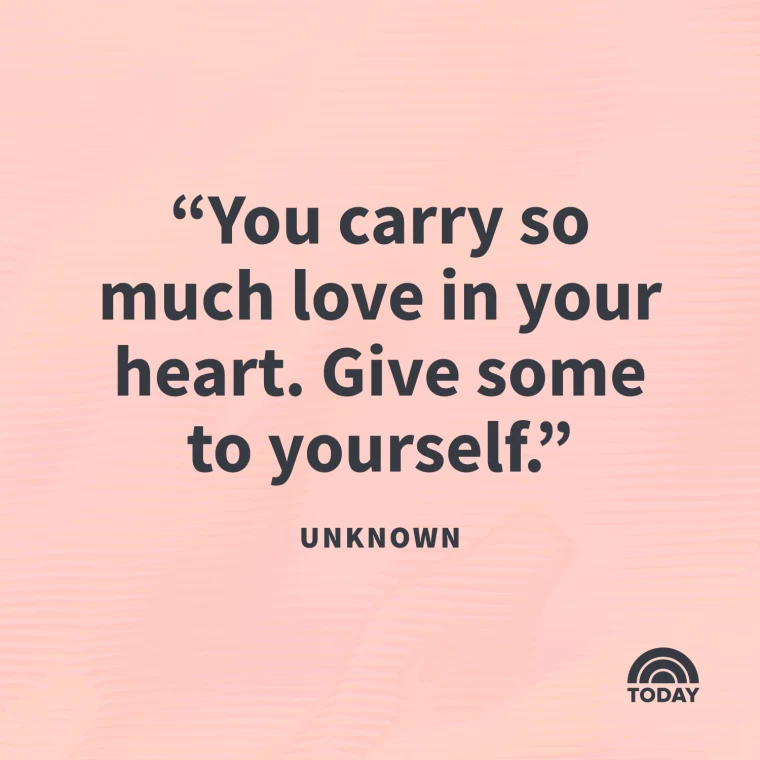 “You carry so
much love in your
heart. Give some
to yourself.”
UNKNOWN
TODAY